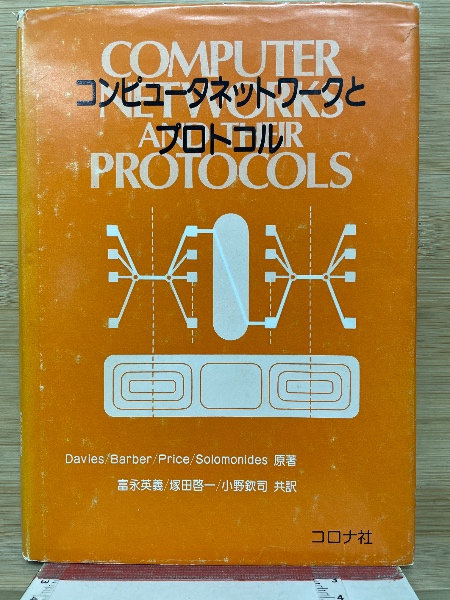 COMPUTER
コンピュータネットワークと
NETWORKS
AND THEIR
プロトコル
PROTOCOLS
Davies/Barber/Price/Solomonides 原著
富永英義/塚田啓一/小野欽司 共訳
コロナ社
3
4